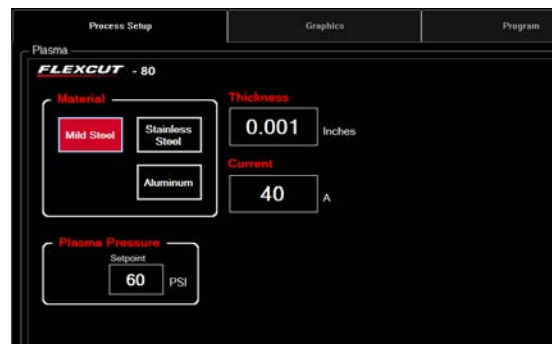 Process Setup
Graphics
Program
Plasma
FLEXCUT - 80
Material
Mild Steel
Stainless
Steel
Aluminum
Thickness
0.001 Inches
Current
40 A
Plasma Pressure
Setpoint
60 PSI